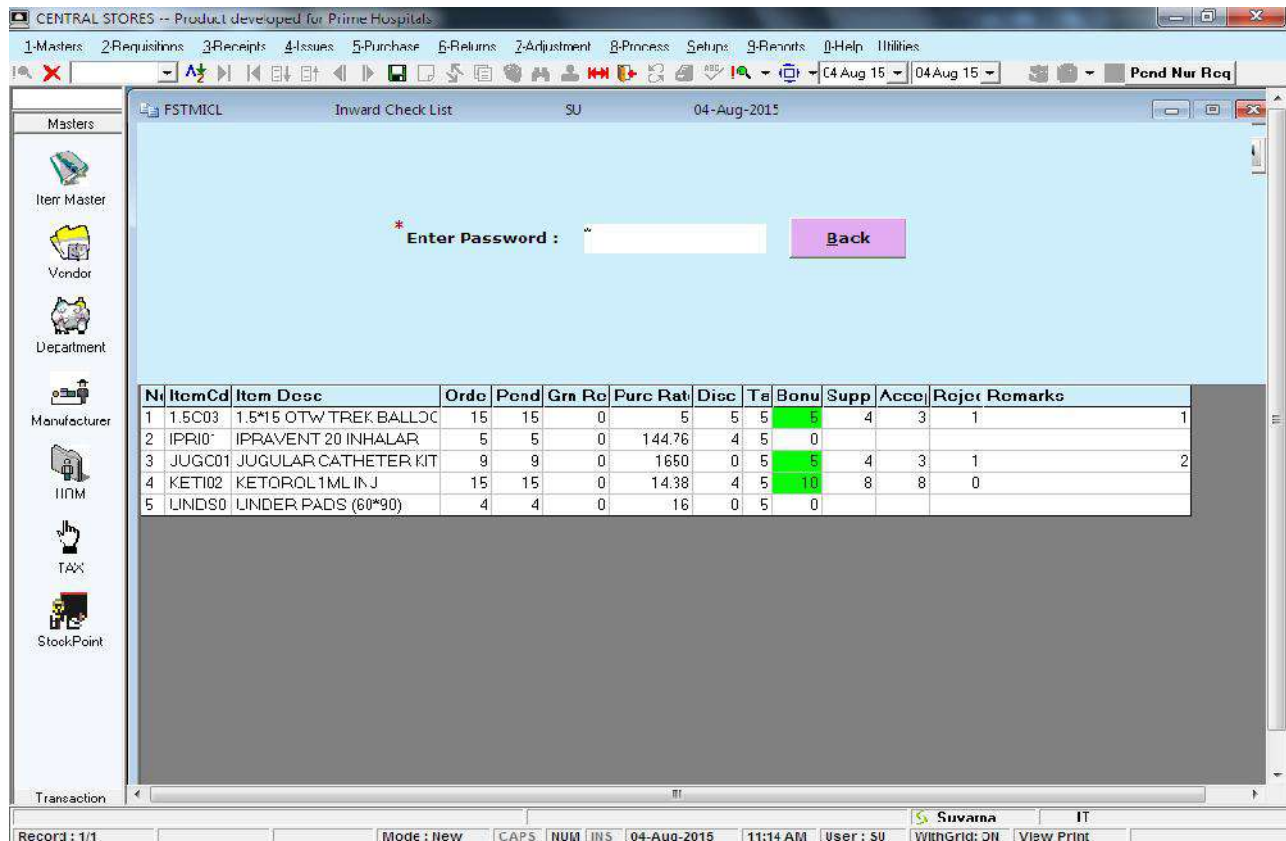 CENTRAL STORES -- Product developed for Prime Hospitals
1-Masters 2-Requisitions 3-Receipts 4-Issues 5-Purchase 6-Returns 7-Adjustment 8-Process Setups 9-Reports 0-Help Utilities
04 Aug 15 04 Aug 15 Pend Nur Req
FSTMICL Inward Check List SU 04-Aug-2015
Masters
Item Master
* Enter Password : * Back
Vendor
Department
Manufacturer
UOM
TAX
StockPoint
ItemCd Item Desc Orde Pend Grn Re Purc Rat Disc Ta Bonu Supp Accep Rejec Remarks
1 1.5C03 1.5*15 OTW TREK BALLOC 15 15 0 5 5 5 5 4 3 1 1
2 IPRI0 IPRAVENT 20 INHALAR 5 5 0 144.76 4 5 0
3 JUGC01 JUGULAR CATHETER KIT 9 9 0 1650 0 5 5 4 3 1 2
4 KETI02 KETOROL 1ML INJ 15 15 0 14.38 4 5 10 8 8 0
5 UNDS0 UNDER PADS (60*90) 4 4 0 16 0 5 0
Transaction
Suvarna IT
Record : 1/1 Mode : New CAPS NUM INS 04-Aug-2015 11:14 AM User : SU WithGrid: ON View Print